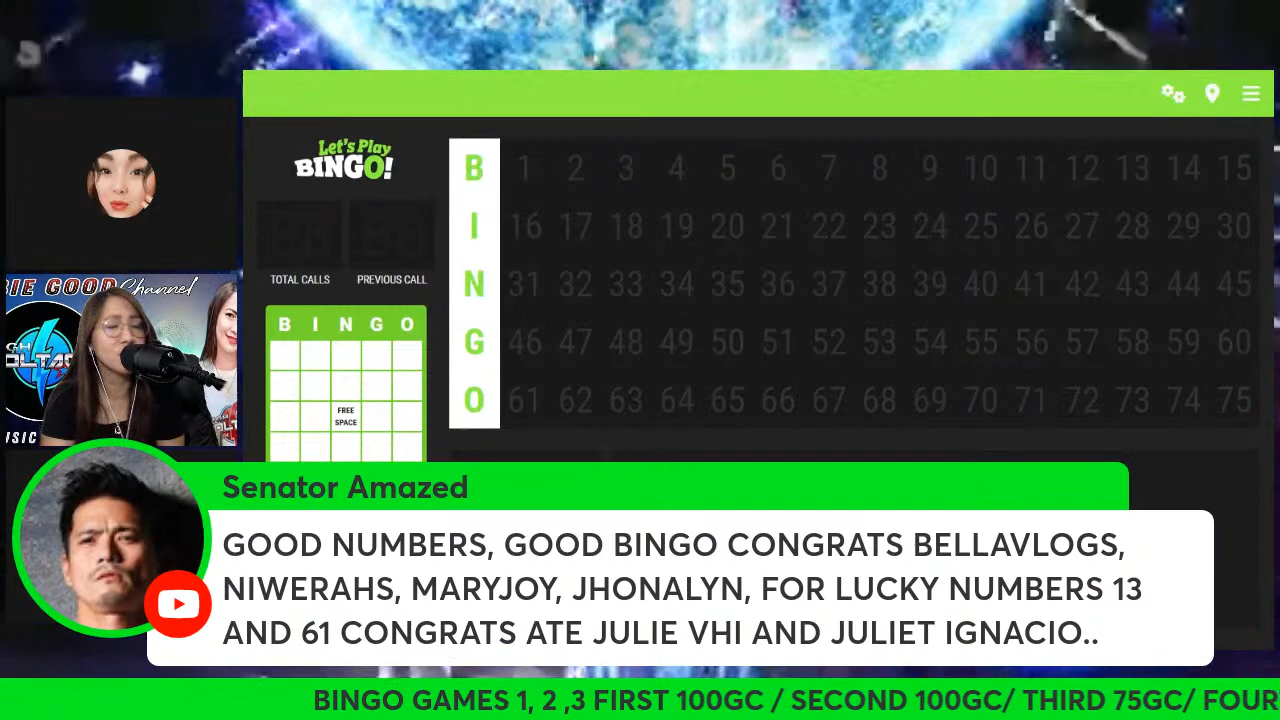 Let's Play
BINGO!
TOTAL CALLS
PREVIOUS CALL
B I N G O
FREE
SPACE
B 1 2 3 4 5 6 7 8 9 10 11 12 13 14 15
I 16 17 18 19 20 21 22 23 24 25 26 27 28 29 30
N 31 32 33 34 35 36 37 38 39 40 41 42 43 44 45
G 46 47 48 49 50 51 52 53 54 55 56 57 58 59 60
O 61 62 63 64 65 66 67 68 69 70 71 72 73 74 75
GOOD Channel
Senator Amazed
GOOD NUMBERS, GOOD BINGO CONGRATS BELLAVLOGS,
NIWERAHS, MARYJOY, JHONALYN, FOR LUCKY NUMBERS 13
AND 61 CONGRATS ATE JULIE VHI AND JULIET IGNACIO..
BINGO GAMES 1, 2 ,3 FIRST 100GC / SECOND 100GC/ THIRD 75GC/ FOUR